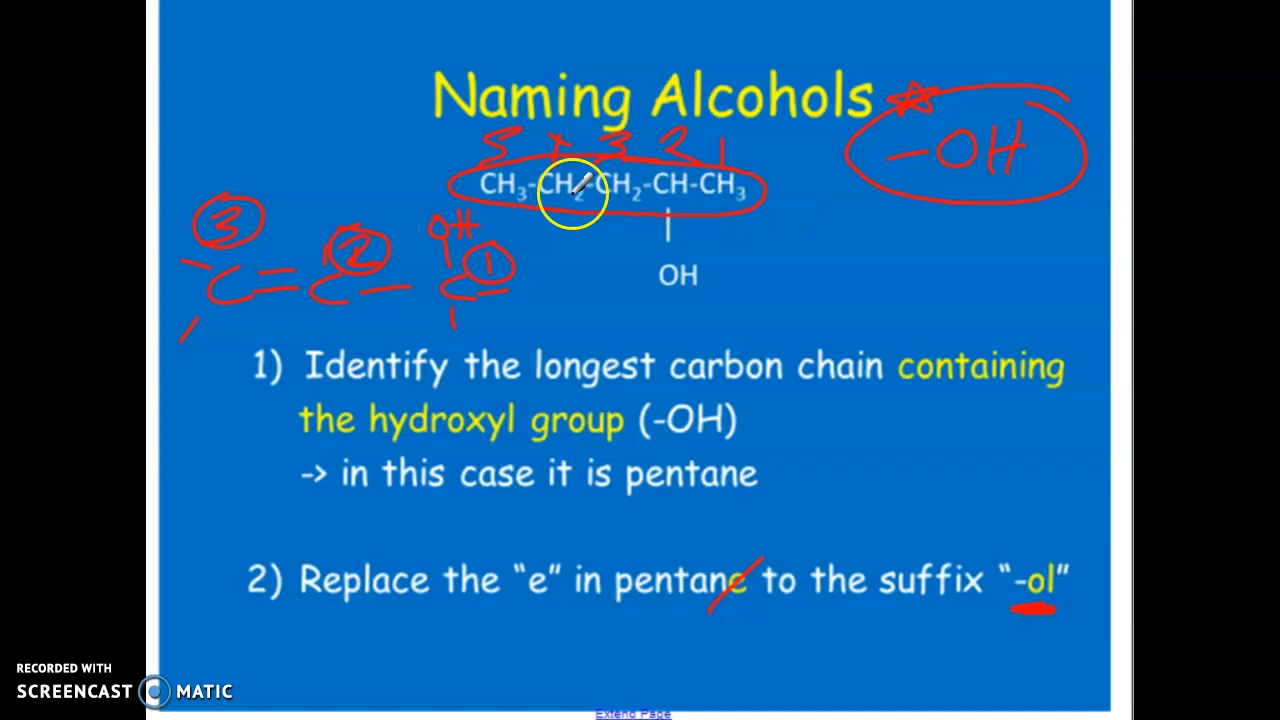 Naming Alcohols
-OH
5 4 3 2 1
CH₃-CH₂-CH₂-CH-CH₃
|
OH
3 2 OH 1
C=C-C-
1) Identify the longest carbon chain containing
the hydroxyl group (-OH)
-> in this case it is pentane
2) Replace the “e” in pentane to the suffix “-ol”
RECORDED WITH
SCREENCAST MATIC
Extend Page